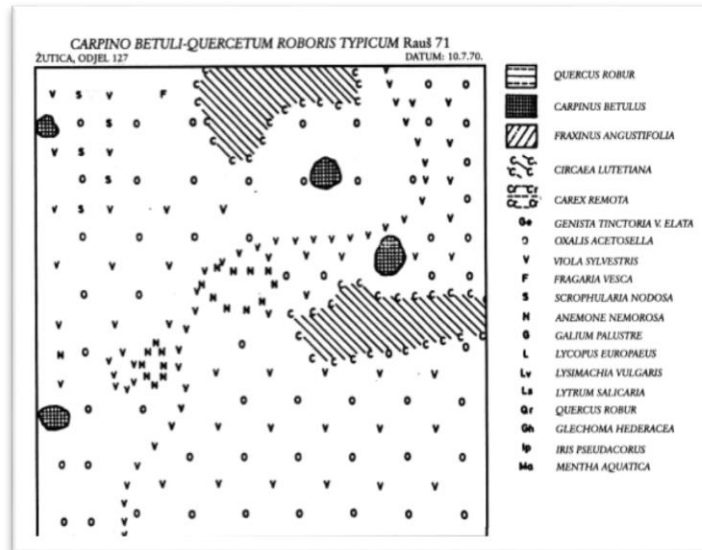 CARPINO BETULI-QUERCETUM ROBORIS TYPICUM Rauš 71
ŽUTICA, ODJEL 127 DATUM: 10.7.70.
QUERCUS ROBUR
CARPINUS BETULUS
FRAXINUS ANGUSTIFOLIA
CIRCAEA LUTETIANA
CAREX REMOTA
Ge GENISTA TINCTORIA V. ELATA
O OXALIS ACETOSELLA
V VIOLA SYLVESTRIS
F FRAGARIA VESCA
S SCROPHULARIA NODOSA
N ANEMONE NEMOROSA
G GALIUM PALUSTRE
L LYCOPUS EUROPAEUS
Lv LYSIMACHIA VULGARIS
Ls LYTRUM SALICARIA
Qr QUERCUS ROBUR
Gh GLECHOMA HEDERACEA
Ip IRIS PSEUDACORUS
Ma MENTHA AQUATICA